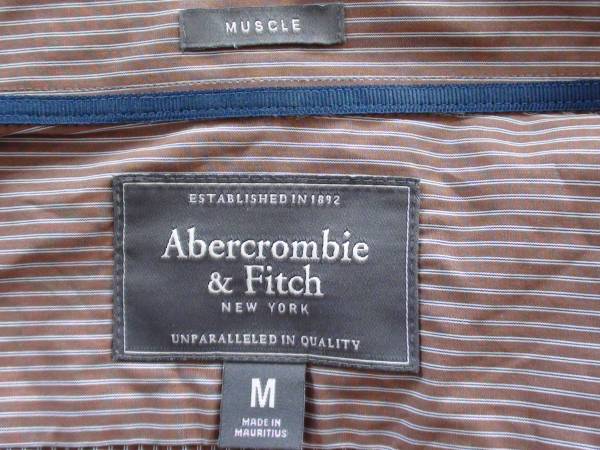 MUSCLE
ESTABLISHED IN 1892
Abercrombie
& Fitch
NEW YORK
UNPARALLELED IN QUALITY
M
MADE IN
MAURITIUS